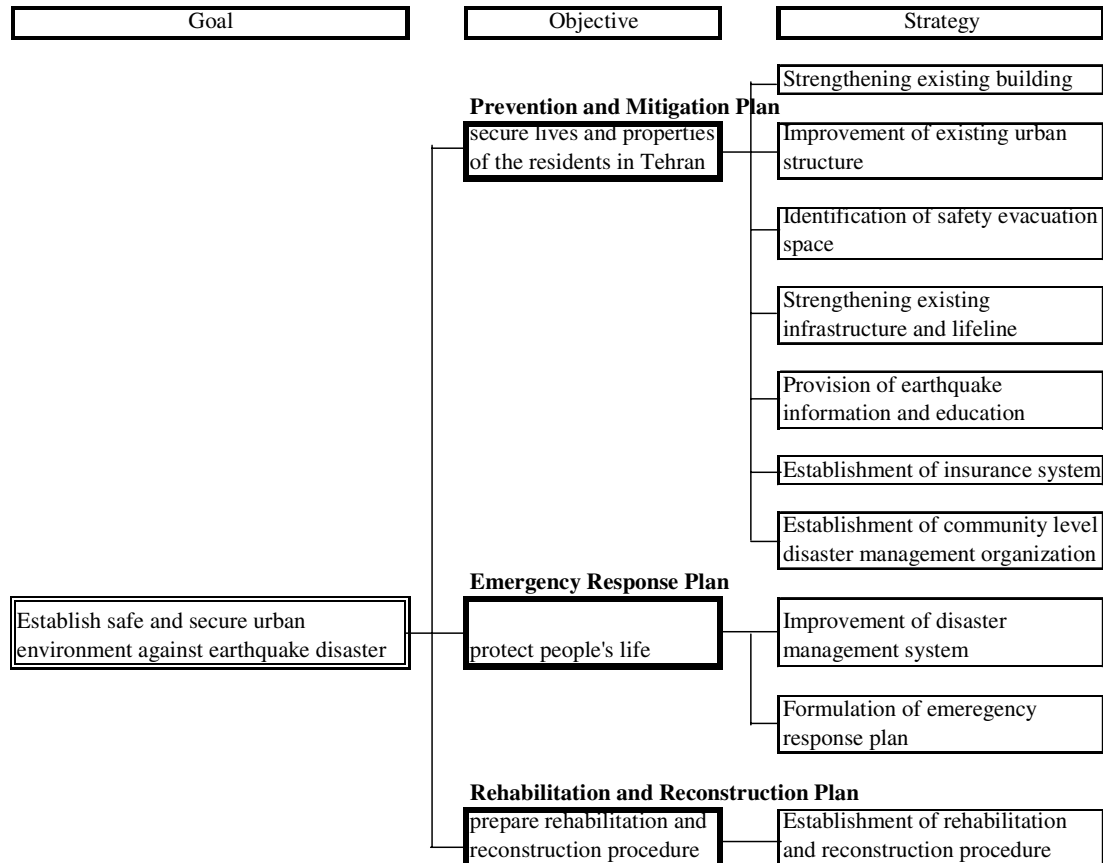 Goal
Objective
Strategy
Strengthening existing building
Prevention and Mitigation Plan
secure lives and properties
of the residents in Tehran
Improvement of existing urban
structure
Identification of safety evacuation
space
Strengthening existing
infrastructure and lifeline
Provision of earthquake
information and education
Establishment of insurance system
Establishment of community level
disaster management organization
Emergency Response Plan
Establish safe and secure urban
environment against earthquake disaster
protect people's life
Improvement of disaster
management system
Formulation of emeregency
response plan
Rehabilitation and Reconstruction Plan
prepare rehabilitation and
reconstruction procedure
Establishment of rehabilitation
and reconstruction procedure